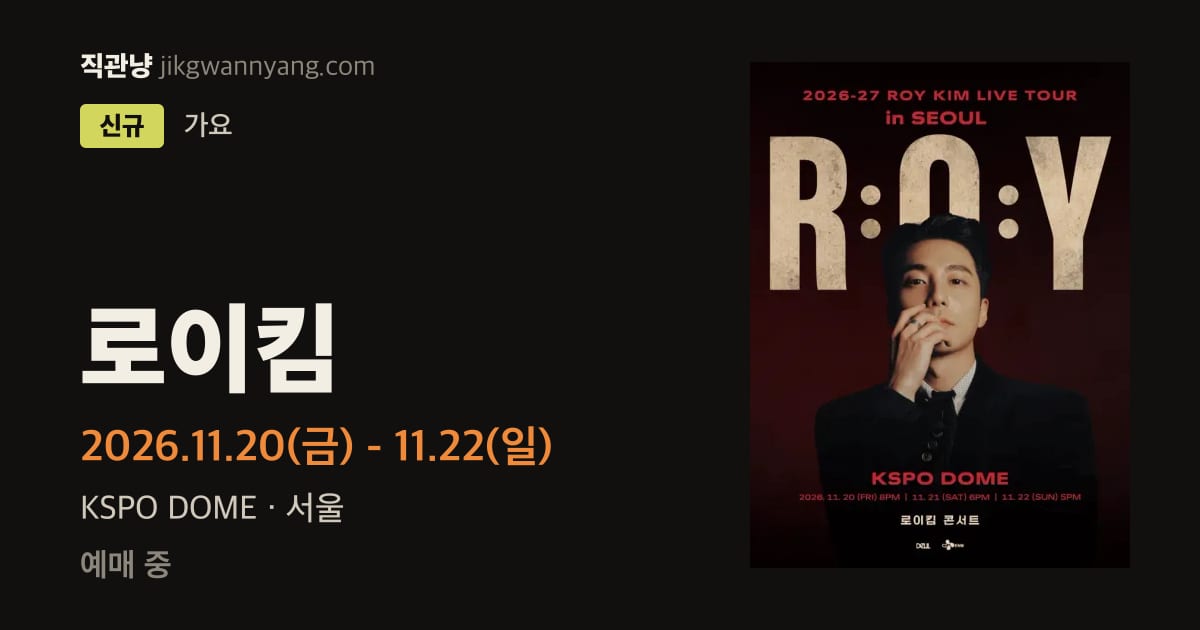 직관냥 jikgwannyang.com
신규 가요
로이킴
2026.11.20(금) - 11.22(일)
KSPO DOME · 서울
예매 중
2026-27 ROY KIM LIVE TOUR
in SEOUL
R:O:Y
KSPO DOME
2026. 11. 20 (FRI) 8PM | 11. 21 (SAT) 6PM | 11. 22 (SUN) 5PM
로이킴 콘서트